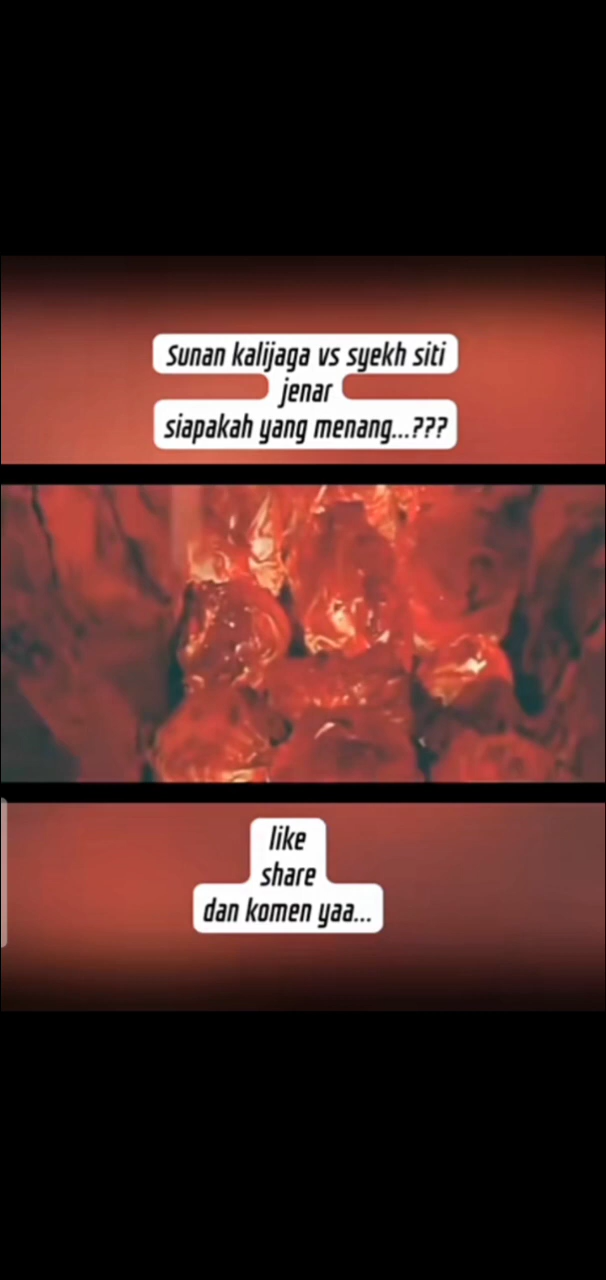 Sunan kalijaga vs syekh siti
jenar
siapakah yang menang...???
like
share
dan komen yaa...